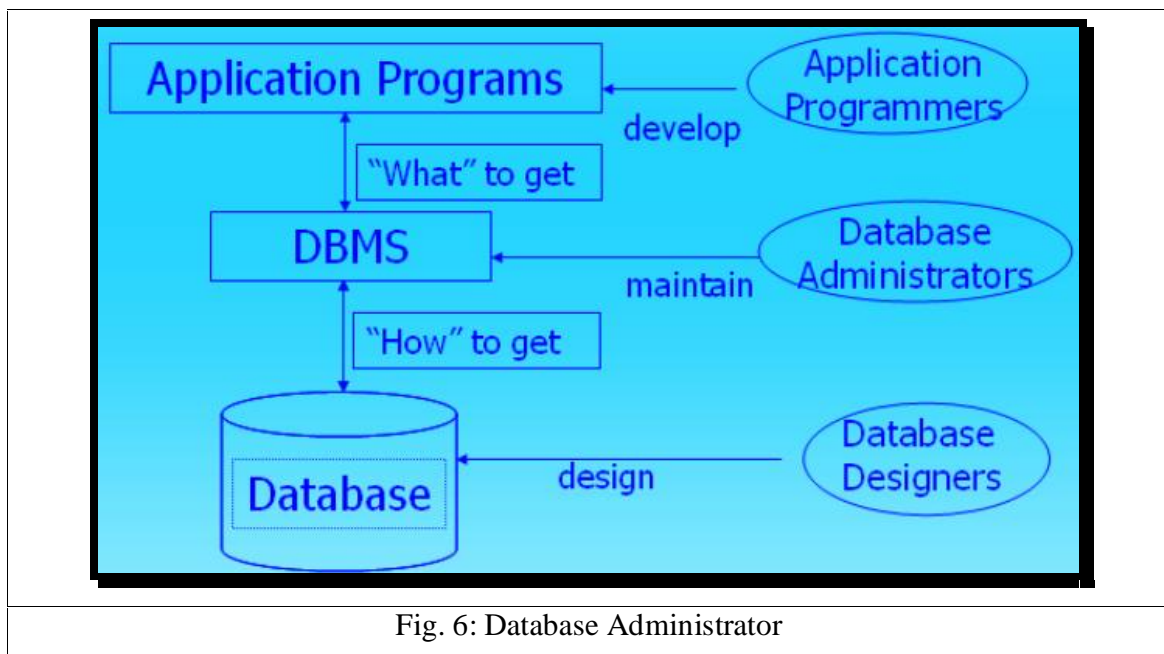 Application Programs
Application
Programmers
develop
“What” to get
DBMS
Database
Administrators
maintain
“How” to get
Database
design
Database
Designers
Fig. 6: Database Administrator